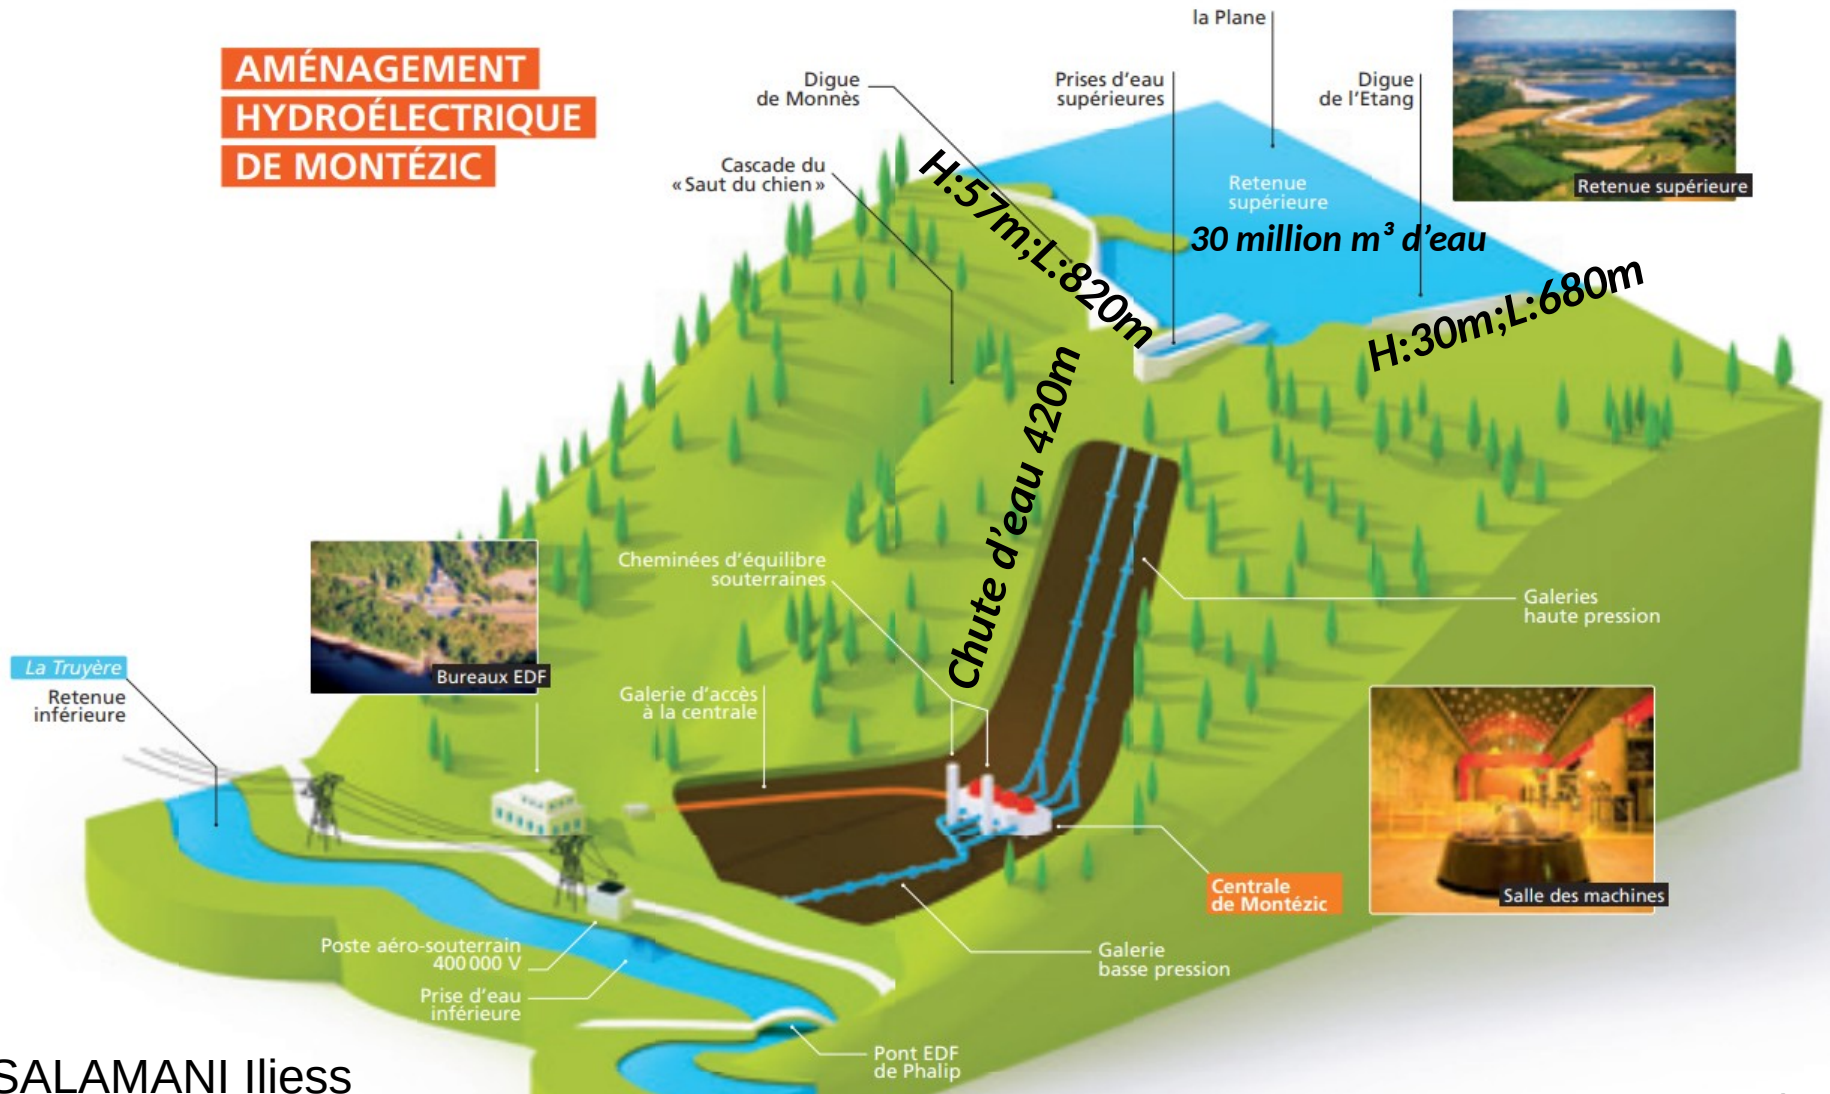 la Plane
AMÉNAGEMENT
HYDROÉLECTRIQUE
DE MONTÉZIC
Digue
de Monnès
Prises d'eau
supérieures
Digue
de l'Etang
Cascade du
« Saut du chien »
Retenue
supérieure
Retenue supérieure
30 million m³ d'eau
H:57m;L:820m
H:30m;L:680m
Chute d'eau 420m
Cheminées d'équilibre
souterraines
Galeries
haute pression
La Truyère
Retenue
inférieure
Bureaux EDF
Galerie d'accès
à la centrale
Centrale
de Montézic
Salle des machines
Poste aéro-souterrain
400 000 V
Prise d'eau
inférieure
Galerie
basse pression
Pont EDF
de Phalip
SALAMANI Iliess